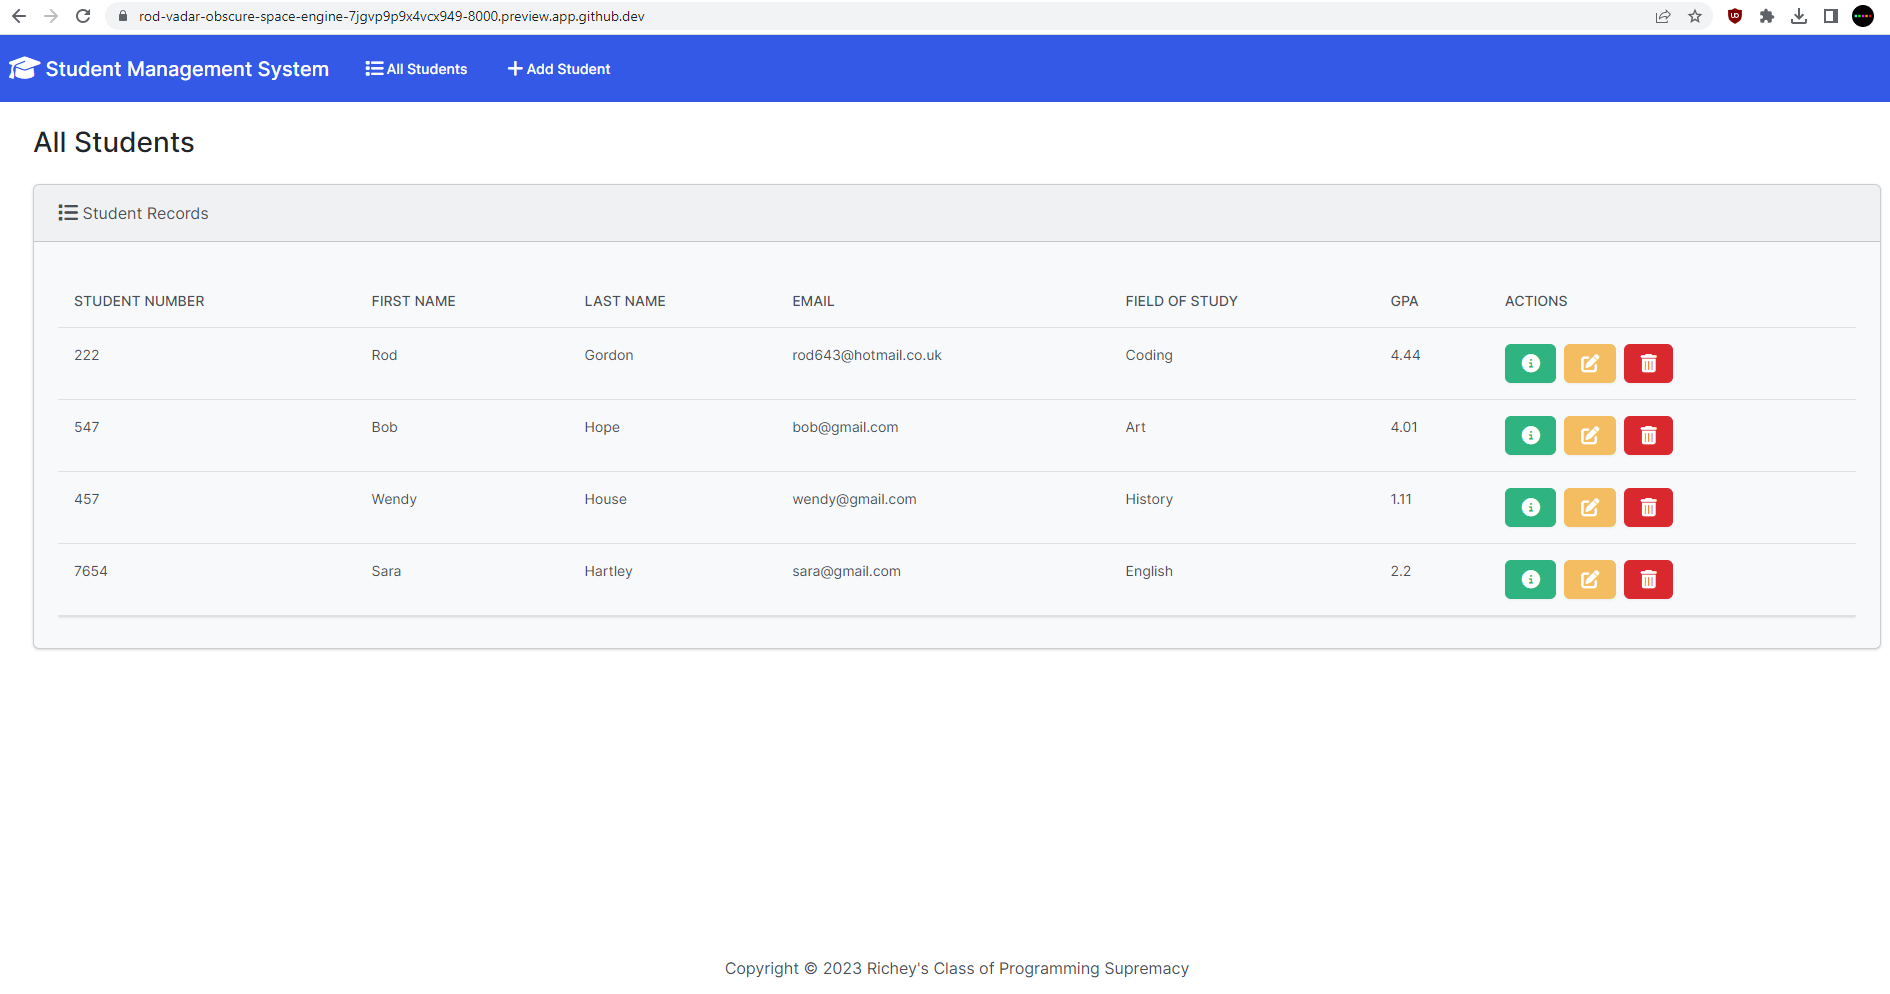 rod-vadar-obscure-space-engine-7jgvp9p9x4vcx949-8000.preview.app.github.dev
Student Management System All Students Add Student
All Students
Student Records
STUDENT NUMBER FIRST NAME LAST NAME EMAIL FIELD OF STUDY GPA ACTIONS
222 Rod Gordon rod643@hotmail.co.uk Coding 4.44
547 Bob Hope bob@gmail.com Art 4.01
457 Wendy House wendy@gmail.com History 1.11
7654 Sara Hartley sara@gmail.com English 2.2
Copyright © 2023 Richey's Class of Programming Supremacy